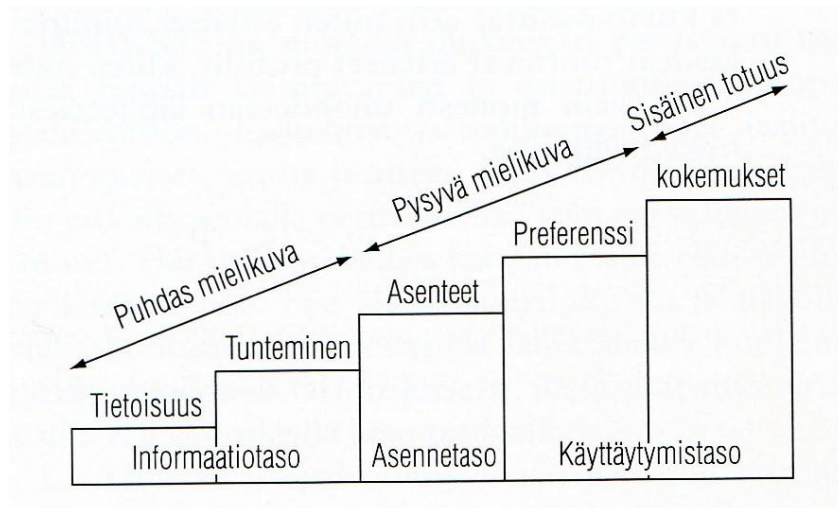 Sisäinen totuus
Pysyvä mielikuva
Puhdas mielikuva
kokemukset
Preferenssi
Asenteet
Tunteminen
Tietoisuus
Informaatiotaso
Asennetaso
Käyttäytymistaso